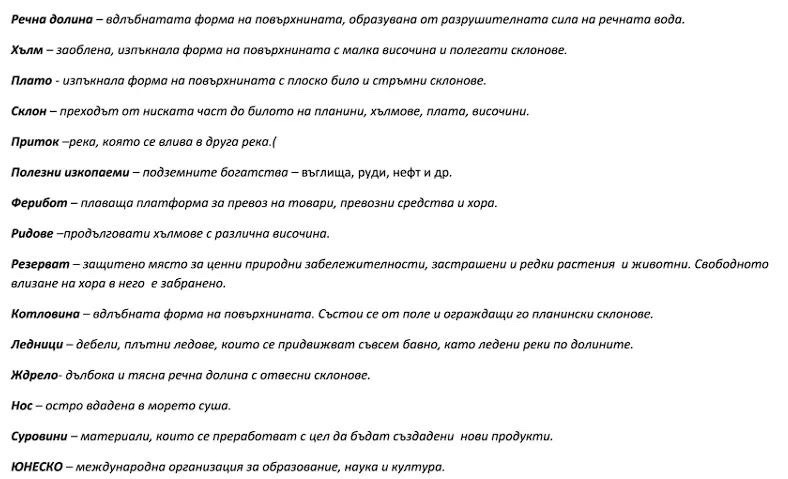 Речна долина – вдлъбнатата форма на повърхнината, образувана от разрушителната сила на речната вода.
Хълм – заоблена, изпъкнала форма на повърхнината с малка височина и полегати склонове.
Плато - изпъкнала форма на повърхнината с плоско било и стръмни склонове.
Склон – преходът от ниската част до билото на планини, хълмове, плата, височини.
Приток –река, която се влива в друга река.(
Полезни изкопаеми – подземните богатства – въглища, руди, нефт и др.
Ферибот – плаваща платформа за превоз на товари, превозни средства и хора.
Ридове –продълговати хълмове с различна височина.
Резерват – защитено място за ценни природни забележителности, застрашени и редки растения  и животни. Свободното
влизане на хора в него  е забранено.
Котловина – вдлъбната форма на повърхнината. Състои се от поле и ограждащи го планински склонове.
Ледници – дебели, плътни ледове, които се придвижват съвсем бавно, като ледени реки по долините.
Ждрело- дълбока и тясна речна долина с отвесни склонове.
Нос – остро вдадена в морето суша.
Суровини – материали, които се преработват с цел да бъдат създадени  нови продукти.
ЮНЕСКО – международна организация за образование, наука и култура.